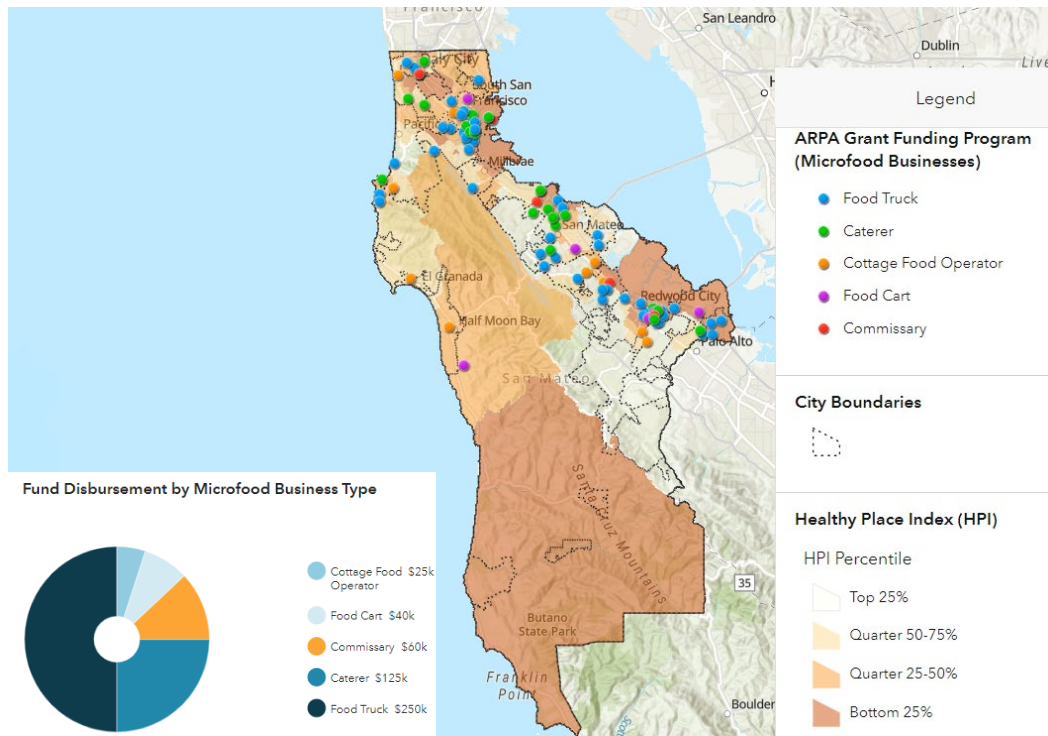 Francisco
San Leandro
Dublin
Live
H
Daly City
South San
Francisco
Pacific
Millbrae
San Mateo
El Granada
Half Moon Bay
Redwood City
Palo Alto
San Mateo
Santa Cruz Mountains
35
Butano
State Park
Franklin
Point
Boulder
Legend
ARPA Grant Funding Program
(Microfood Businesses)
Food Truck
Caterer
Cottage Food Operator
Food Cart
Commissary
City Boundaries
Healthy Place Index (HPI)
HPI Percentile
Top 25%
Quarter 50-75%
Quarter 25-50%
Bottom 25%
Fund Disbursement by Microfood Business Type
Cottage Food $25k
Operator
Food Cart $40k
Commissary $60k
Caterer $125k
Food Truck $250k